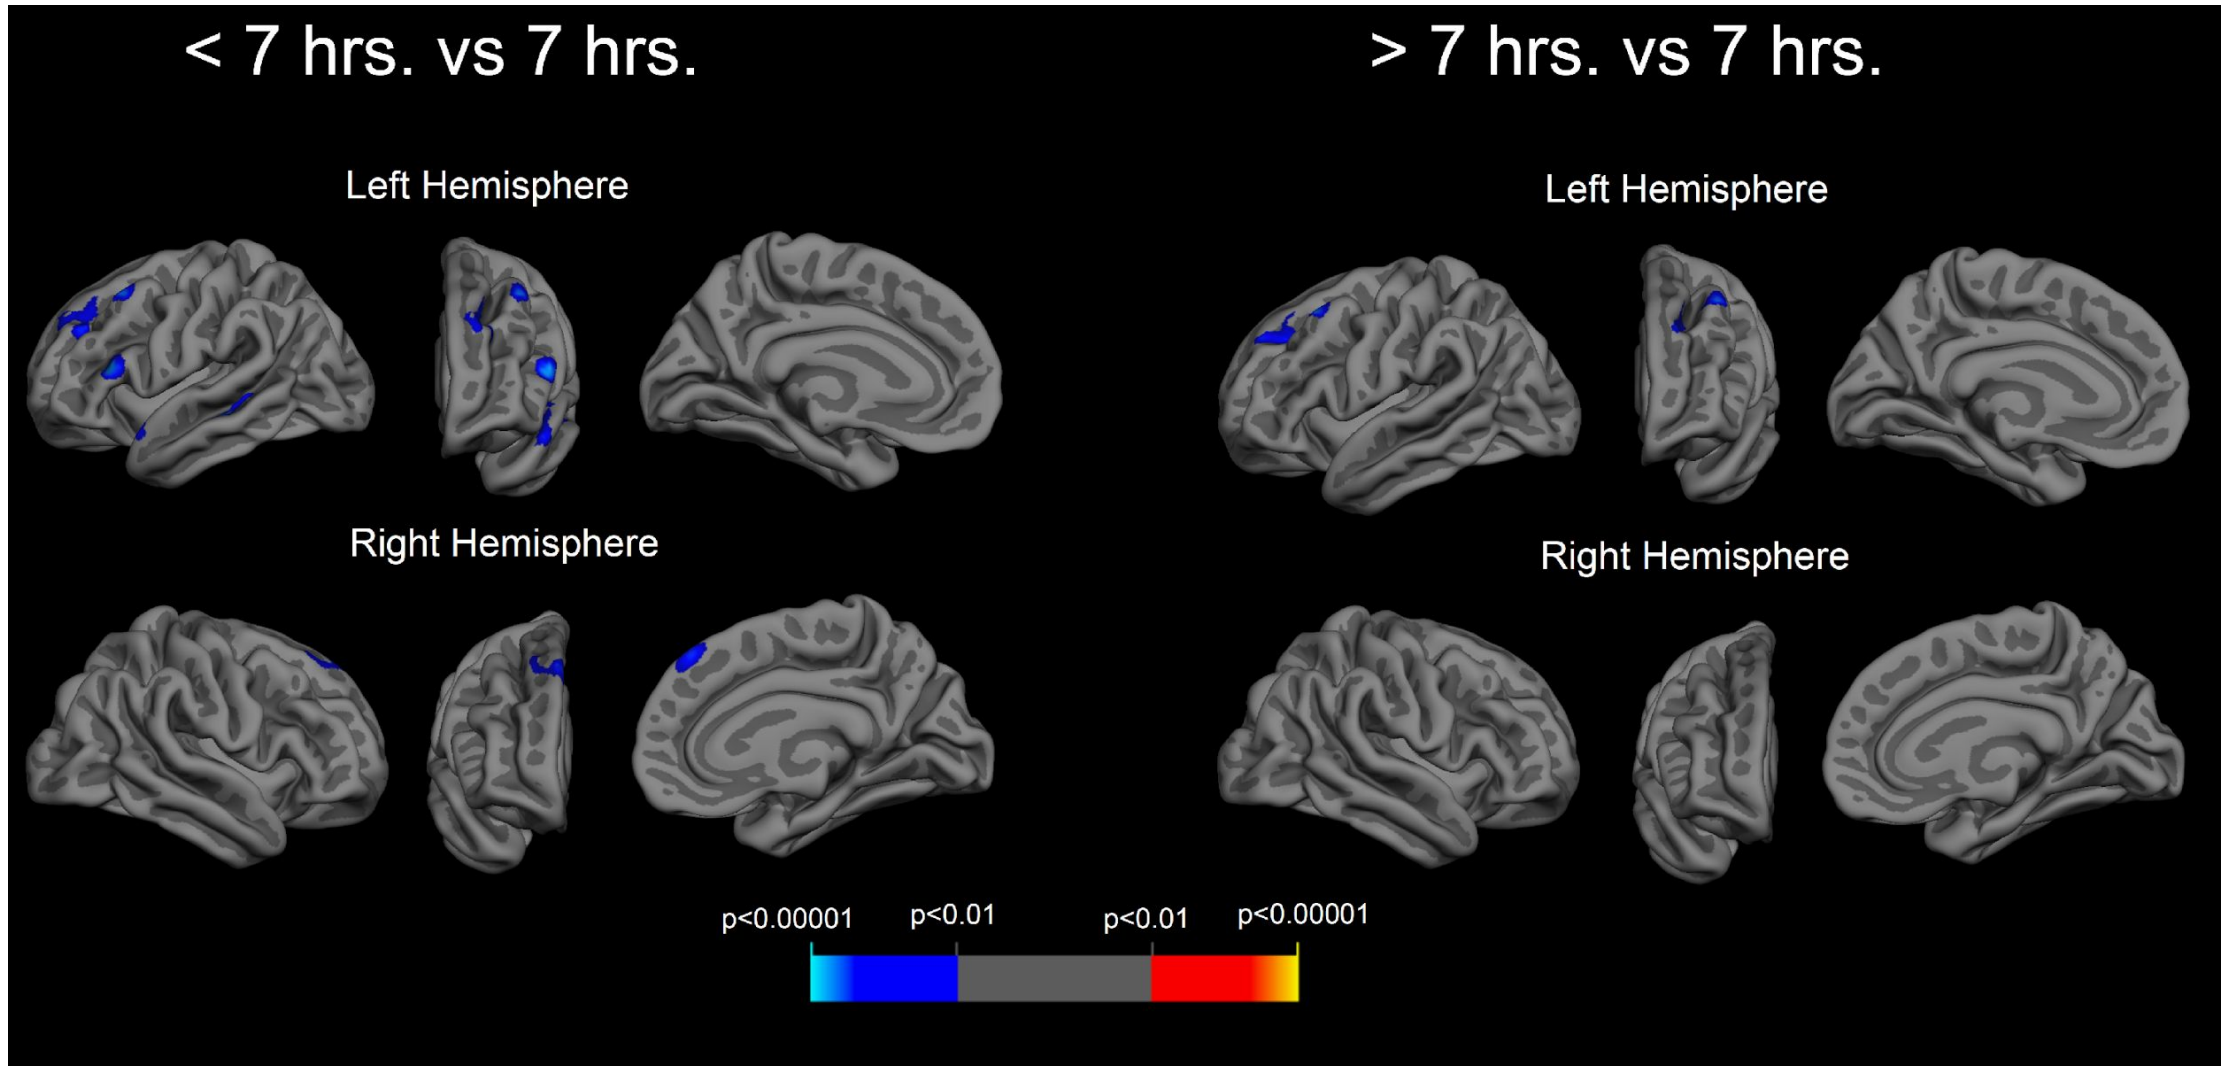 < 7 hrs. vs 7 hrs.
> 7 hrs. vs 7 hrs.
Left Hemisphere
Left Hemisphere
Right Hemisphere
Right Hemisphere
p<0.00001 p<0.01 p<0.01 p<0.00001